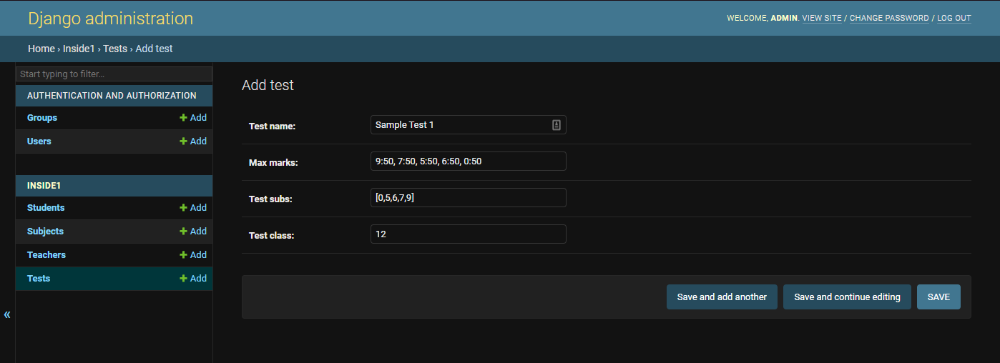 Django administration
WELCOME, ADMIN. VIEW SITE / CHANGE PASSWORD / LOG OUT
Home › Inside1 › Tests › Add test
Start typing to filter...
AUTHENTICATION AND AUTHORIZATION
Groups + Add
Users + Add
INSIDE1
Students + Add
Subjects + Add
Teachers + Add
Tests + Add
«
Add test
Test name: Sample Test 1
Max marks: 9:50, 7:50, 5:50, 6:50, 0:50
Test subs: [0,5,6,7,9]
Test class: 12
Save and add another Save and continue editing SAVE